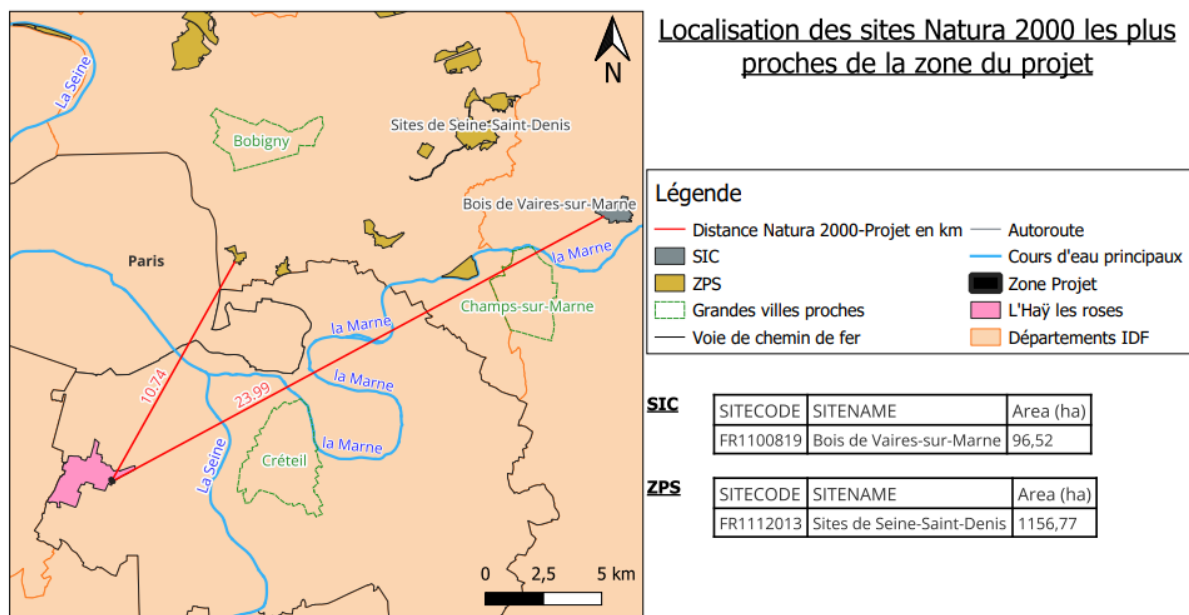 Localisation des sites Natura 2000 les plus
proches de la zone du projet
La Seine
N
Bobigny
Sites de Seine-Saint-Denis
Bois de Vaires-sur-Marne
Paris
la Marne
Champs-sur-Marne
la Marne
10.74
23.99
la Marne
la Marne
La Seine
Créteil
0 2,5 5 km
Légende
Distance Natura 2000-Projet en km
SIC
ZPS
Grandes villes proches
Voie de chemin de fer
Autoroute
Cours d'eau principaux
Zone Projet
L'Haÿ les roses
Départements IDF
SIC
SITECODE SITENAME Area (ha)
FR1100819 Bois de Vaires-sur-Marne 96,52
ZPS
SITECODE SITENAME Area (ha)
FR1112013 Sites de Seine-Saint-Denis 1156,77